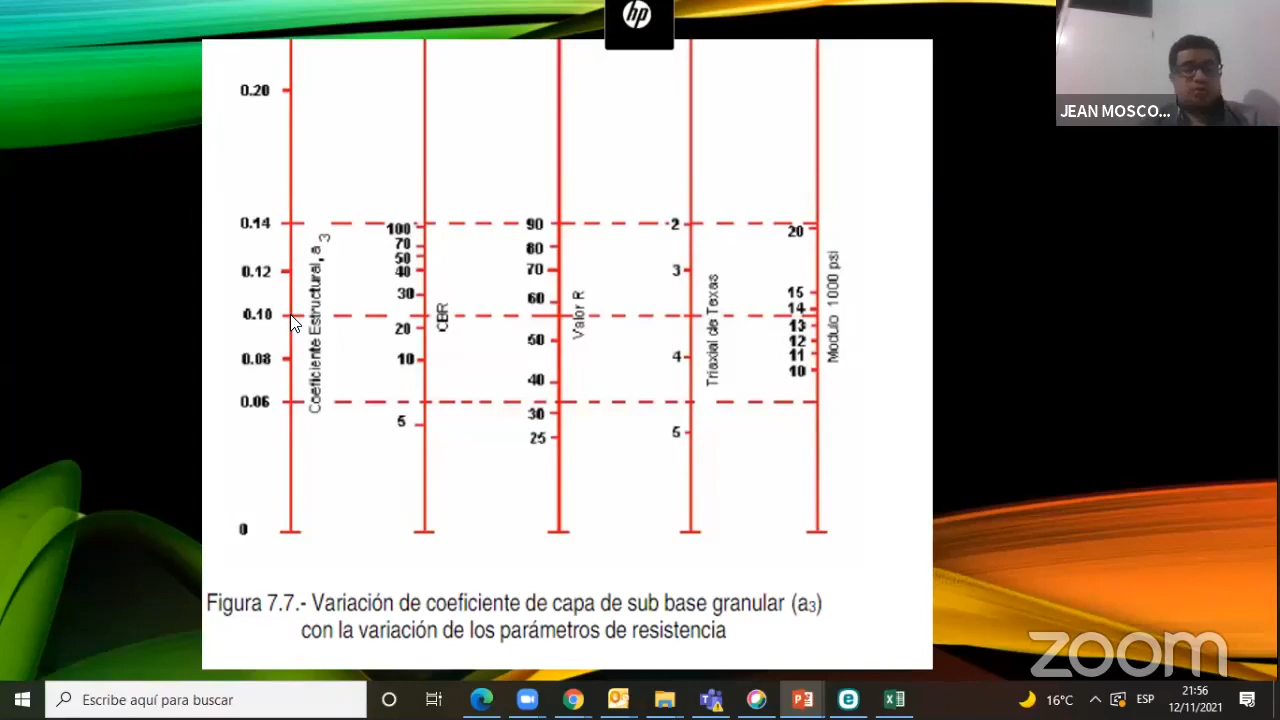 hp
JEAN MOSCO...
0.20
0.14
0.12
0.10
0.08
0.06
0
Coeficiente Estructural, a 3
100
70
50
40
30
20
10
5
CBR
90
80
70
60
50
40
30
25
Valor R
2
3
4
5
Triaxial de Texas
20
15
14
13
12
11
10
Modulo 1000 psi
Figura 7.7.- Variación de coeficiente de capa de sub base granular (a3)
con la variación de los parámetros de resistencia
zoom
Escribe aquí para buscar
16°C
ESP
21:56
12/11/2021